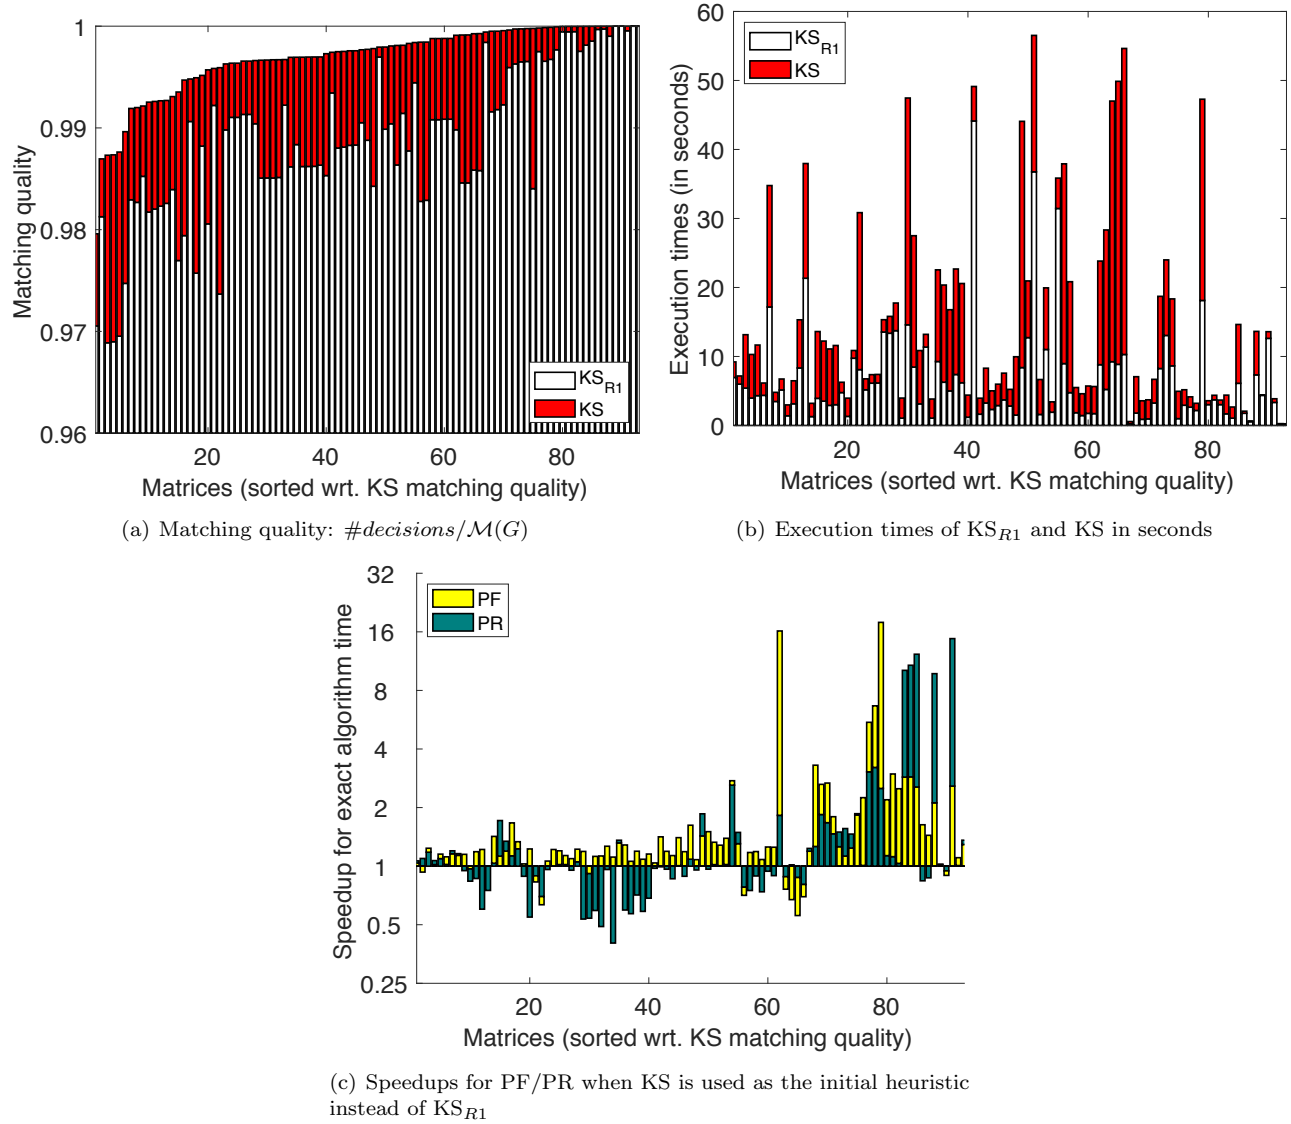 1
0.99
0.98
0.97
0.96
Matching quality
KS_R1
KS
20
40
60
80
Matrices (sorted wrt. KS matching quality)
(a) Matching quality: #decisions/M(G)
60
50
40
30
20
10
0
Execution times (in seconds)
KS_R1
KS
20
40
60
80
Matrices (sorted wrt. KS matching quality)
(b) Execution times of KS_R1 and KS in seconds
32
16
8
4
2
1
0.5
0.25
Speedup for exact algorithm time
PF
PR
20
40
60
80
Matrices (sorted wrt. KS matching quality)
(c) Speedups for PF/PR when KS is used as the initial heuristic
instead of KS_R1